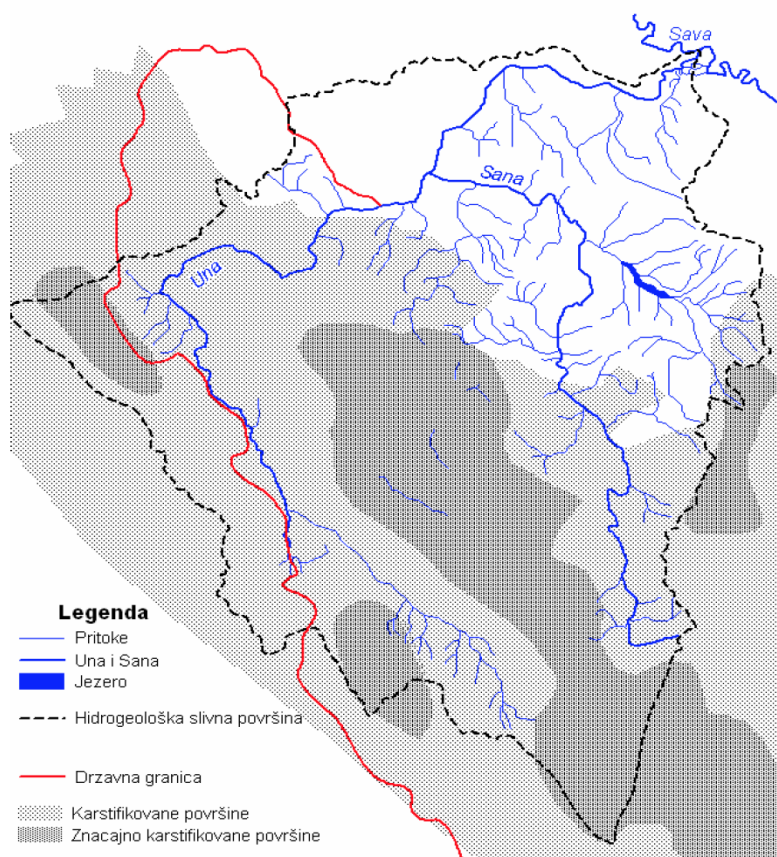 Sava
Sana
Una
Legenda
Pritoke
Una i Sana
Jezero
Hidrogeološka slivna površina
Drzavna granica
Karstifikovane površine
Znacajno karstifikovane površine